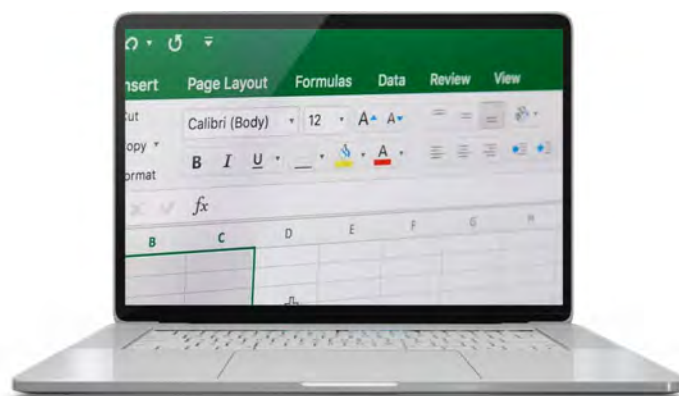 nsert Page Layout Formulas Data Review View
ut
Calibri (Body) 12 A A
opy
B I U A
ormat
fx
B C D E F G H